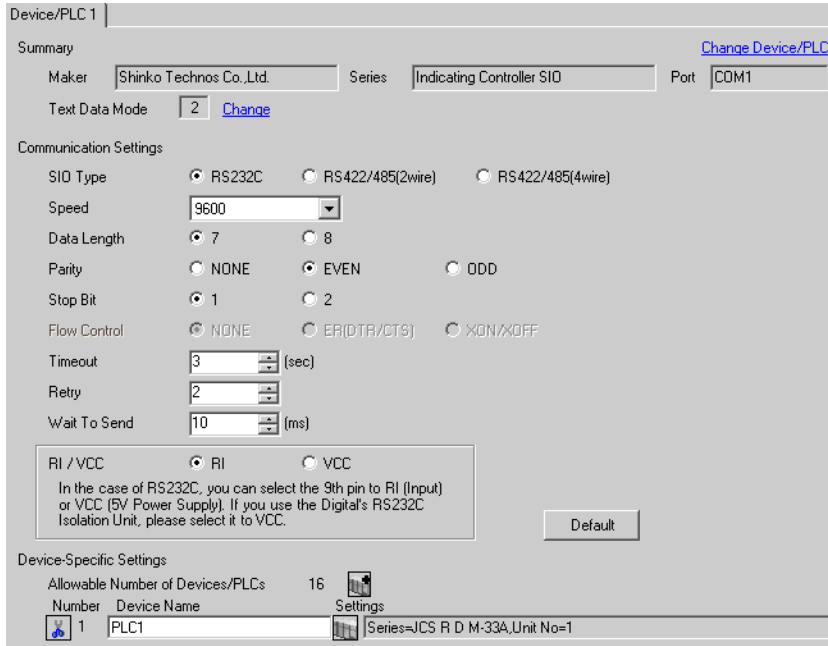 Device/PLC 1
Summary Change Device/PLC
Maker Shinko Technos Co.,Ltd. Series Indicating Controller SIO Port COM1
Text Data Mode 2 Change
Communication Settings
SIO Type RS232C RS422/485(2wire) RS422/485(4wire)
Speed 9600
Data Length 7 8
Parity NONE EVEN ODD
Stop Bit 1 2
Flow Control NONE ER(DTR/CTS) XON/XOFF
Timeout 3 (sec)
Retry 2
Wait To Send 10 (ms)
RI / VCC RI VCC
In the case of RS232C, you can select the 9th pin to RI (Input)
or VCC (5V Power Supply). If you use the Digital's RS232C
Isolation Unit, please select it to VCC.
Default
Device-Specific Settings
Allowable Number of Devices/PLCs 16
Number Device Name Settings
1 PLC1 Series=JCS R D M-33A,Unit No=1